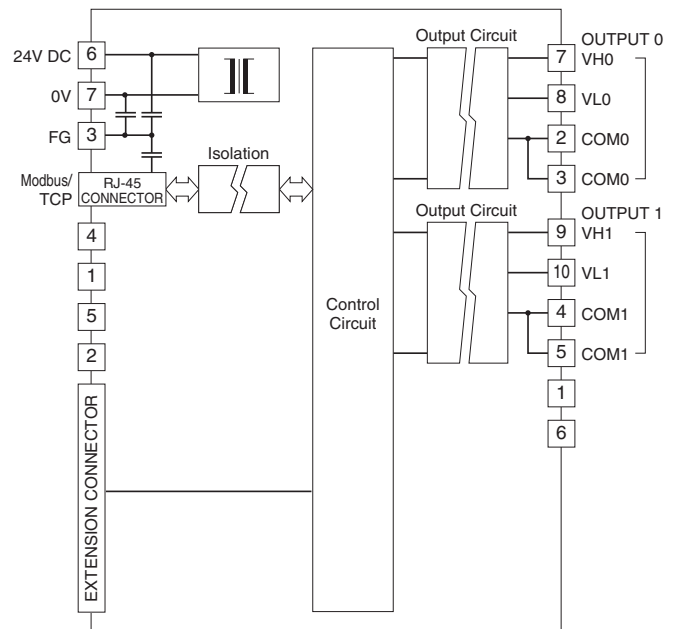 24V DC 6
0V 7
FG 3
Modbus/
TCP
RJ-45
CONNECTOR
4
1
5
2
EXTENSION CONNECTOR
Isolation
Control
Circuit
Output Circuit
OUTPUT 0
7 VH0
8 VL0
2 COM0
3 COM0
Output Circuit
OUTPUT 1
9 VH1
10 VL1
4 COM1
5 COM1
1
6